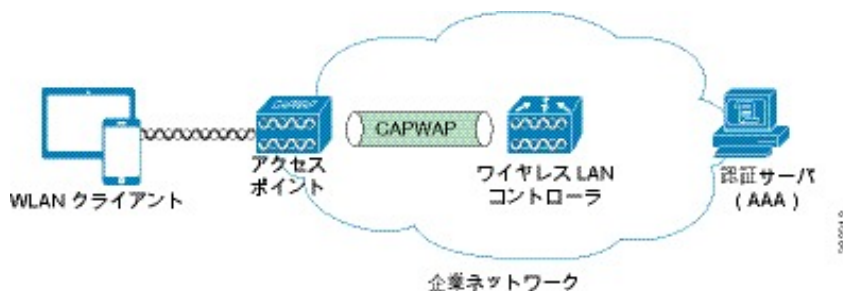 CAPWAP
WLAN クライアント
アクセス
ポイント
ワイヤレス LAN
コントローラ
認証サーバ
( AAA )
企業ネットワーク